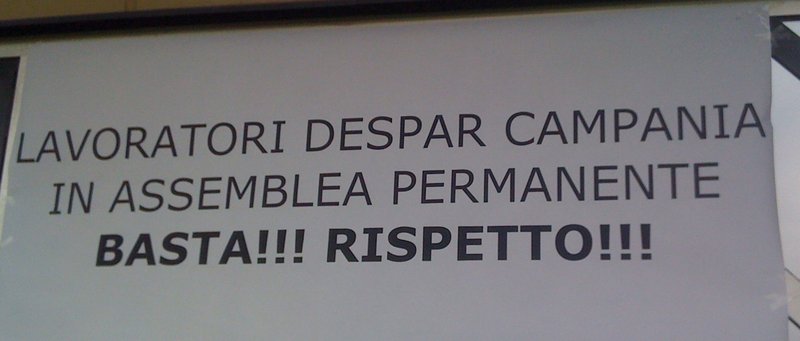 LAVORATORI DESPAR CAMPANIA
IN ASSEMBLEA PERMANENTE
BASTA!!! RISPETTO!!!